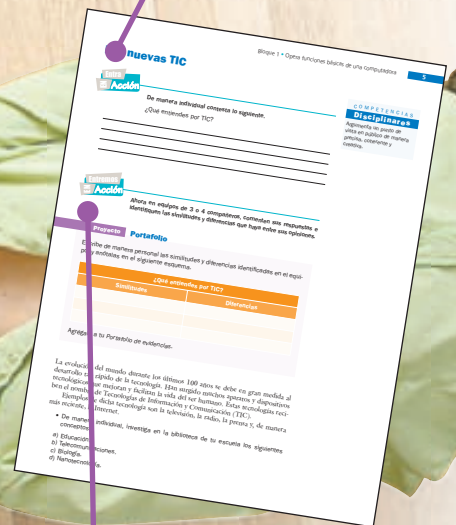 Bloque 1 • Opera funciones básicas de una computadora
5
nuevas TIC
Entra
en Acción
De manera individual contesta lo siguiente.
¿Qué entiendes por TIC?
COMPETENCIAS
Disciplinares
Argumenta un punto de
vista en público de manera
precisa, coherente y
creativa.
Entremos
en Acción
Ahora en equipos de 3 o 4 compañeros, comenten sus respuestas e
identifiquen las similitudes y diferencias que haya entre sus opiniones.
Proyecto Portafolio
Escribe de manera personal las similitudes y diferencias identificadas en el equi-
po y anótalas en el siguiente esquema.
¿Qué entiendes por TIC?
Similitudes Diferencias
Agrégalo a tu Portafolio de evidencias.
La evolución del mundo durante los últimos 100 años se debe en gran medida al
desarrollo tan rápido de la tecnología. Han surgido muchos aparatos y dispositivos
tecnológicos que mejoran y facilitan la vida del ser humano. Estas tecnologías reci-
ben el nombre de Tecnologías de Información y Comunicación (TIC).
Ejemplos de dicha tecnología son la televisión, la radio, la prensa y, de manera
más reciente, Internet.
• De manera individual, investiga en la biblioteca de tu escuela los siguientes
conceptos:
a) Educación.
b) Telecomunicaciones.
c) Biología.
d) Nanotecnología.